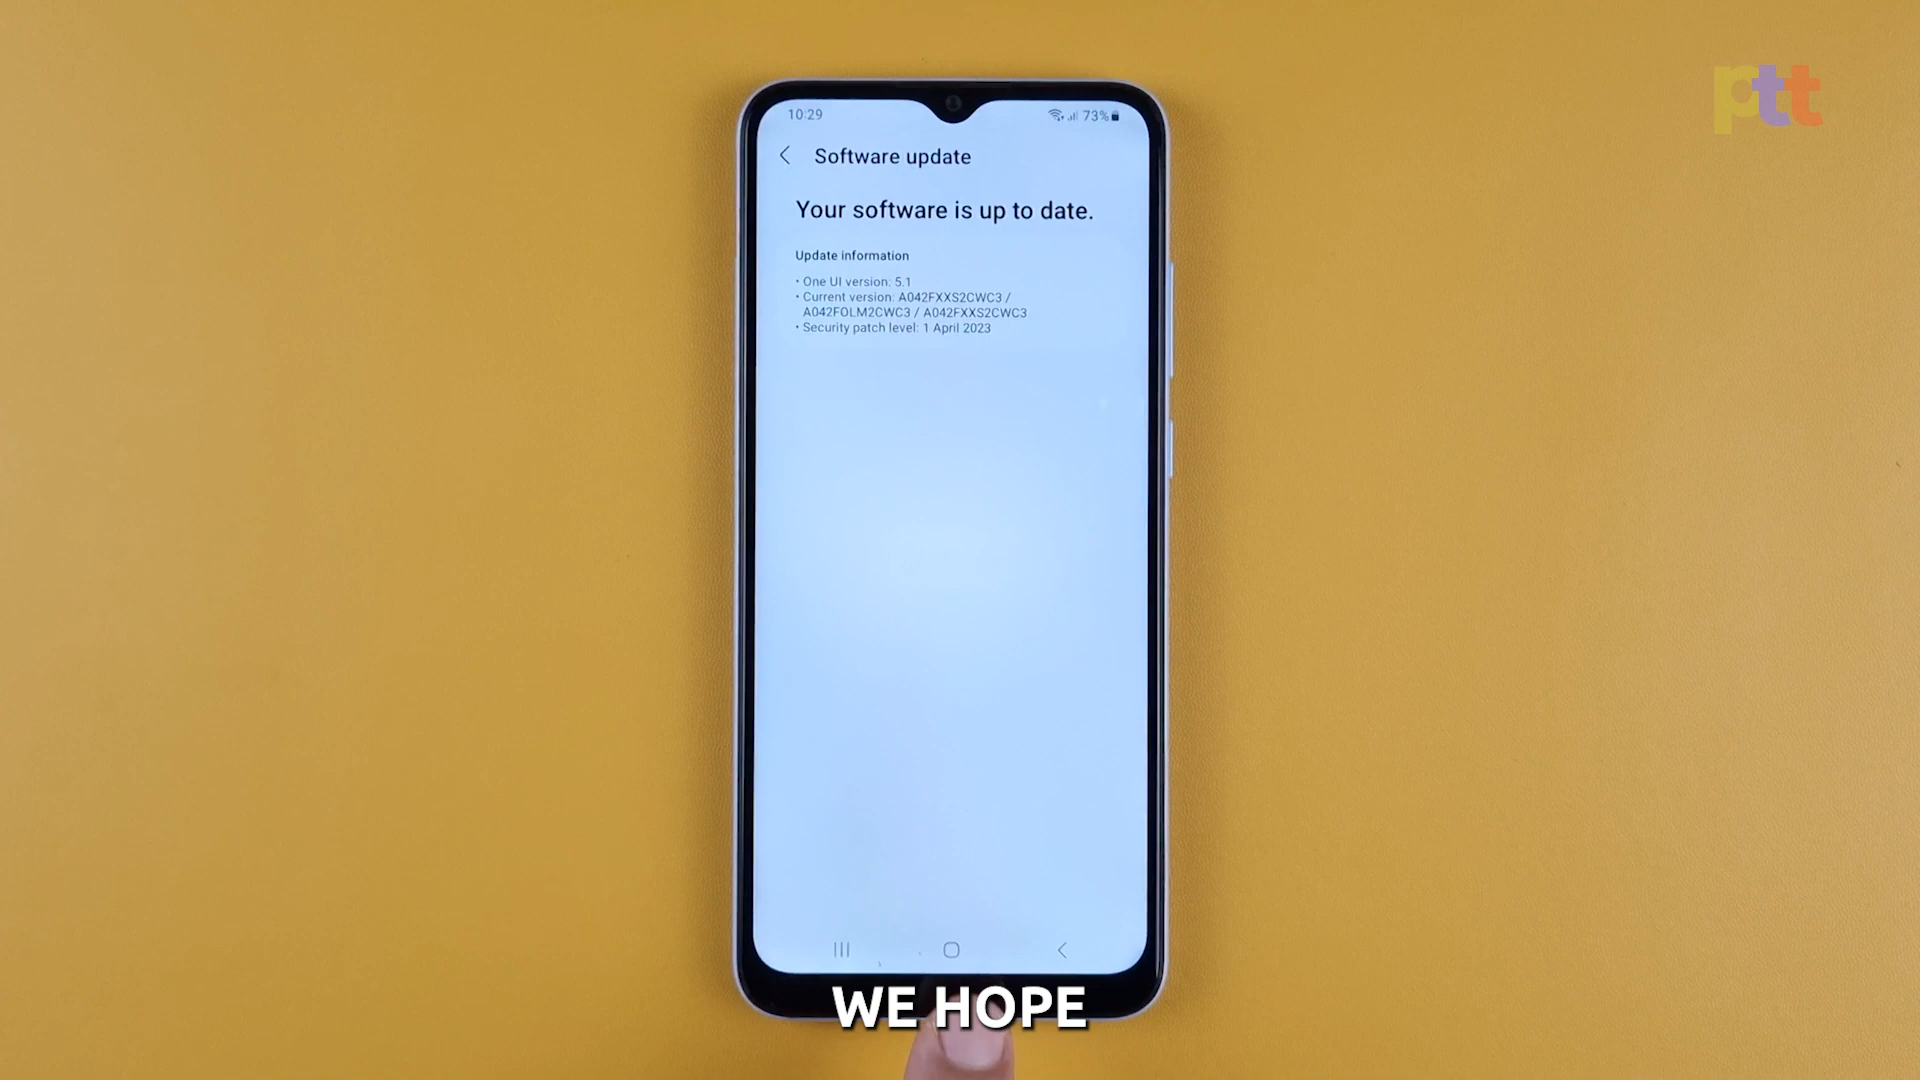 ptt
10:29
73%
Software update
Your software is up to date.
Update information
• One UI version: 5.1
• Current version: A042FXXS2CWC3 /
A042FOLM2CWC3 / A042FXXS2CWC3
• Security patch level: 1 April 2023
WE HOPE